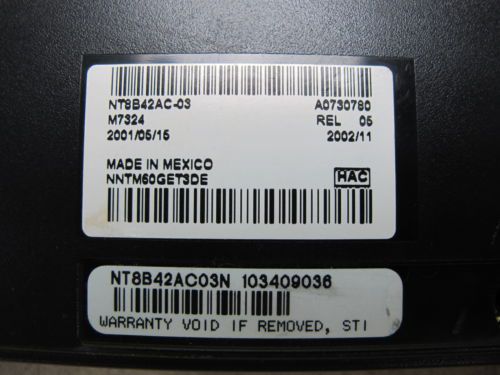 NT8B42AC-03 A0730780
M7324 REL 05
2001/05/15 2002/11
MADE IN MEXICO
NNTM60GET3DE HAC
NT8B42AC03N 103409036
WARRANTY VOID IF REMOVED, STI